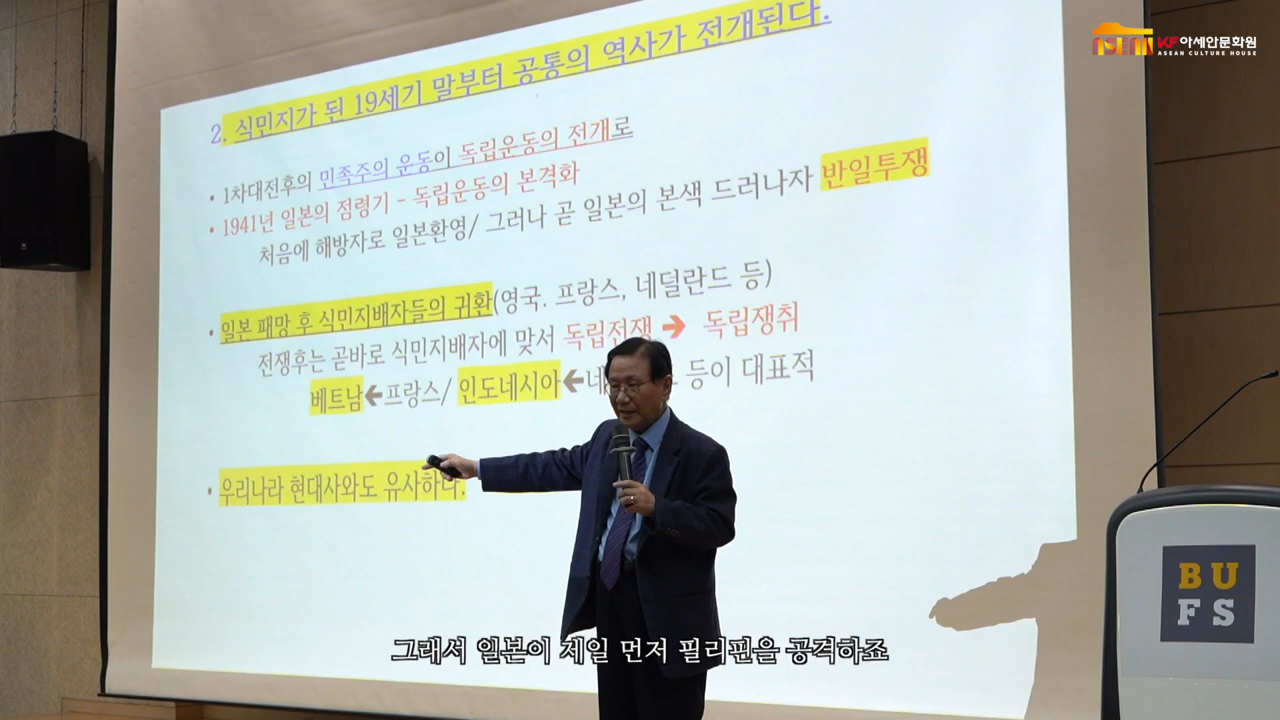 KF아세안문화원
ASEAN CULTURE HOUSE
2. 식민지가 된 19세기 말부터 공통의 역사가 전개된다.
• 1차대전후의 민족주의 운동이 독립운동의 전개로
• 1941년 일본의 점령기 - 독립운동의 본격화
처음에 해방자로 일본환영/ 그러나 곧 일본의 본색 드러나자 반일투쟁
• 일본 패망 후 식민지배자들의 귀환(영국. 프랑스, 네덜란드 등)
전쟁후는 곧바로 식민지배자에 맞서 독립전쟁 → 독립쟁취
베트남←프랑스/ 인도네시아← 등이 대표적
• 우리나라 현대사와도 유사하다.
BU
FS
그래서 일본이 제일 먼저 필리핀을 공격하죠